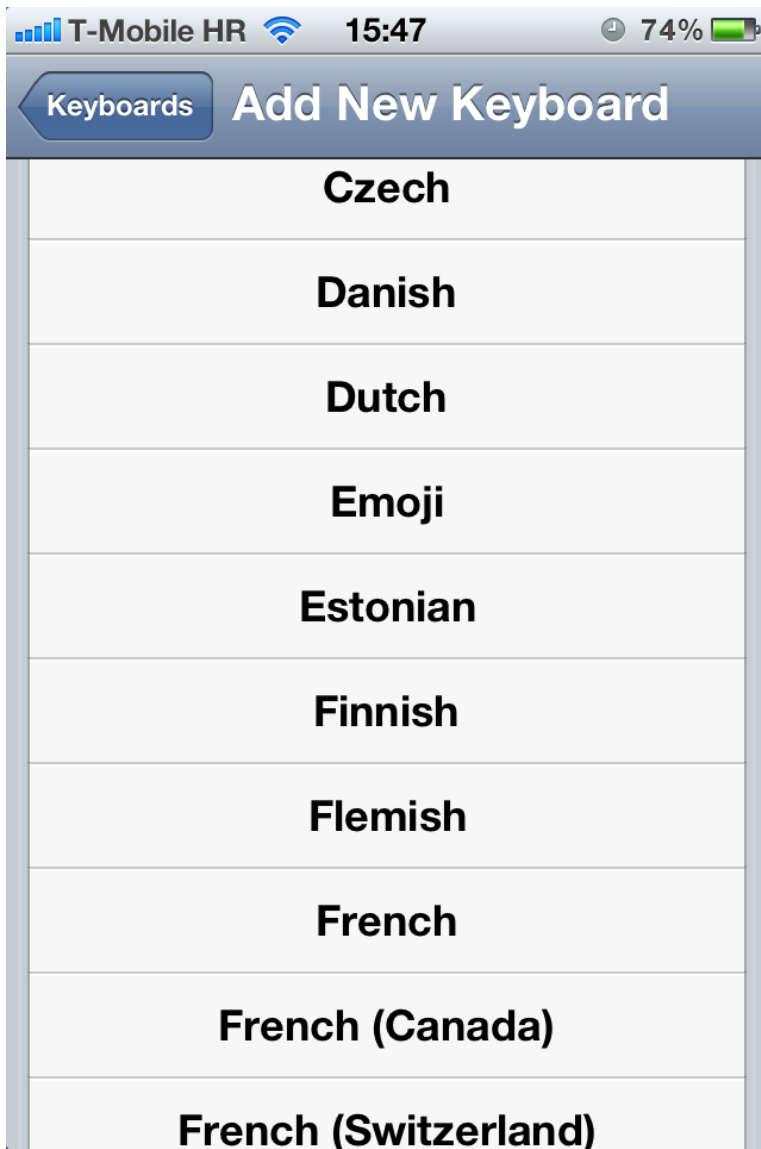 T-Mobile HR 15:47 74%
Keyboards Add New Keyboard
Czech
Danish
Dutch
Emoji
Estonian
Finnish
Flemish
French
French (Canada)
French (Switzerland)